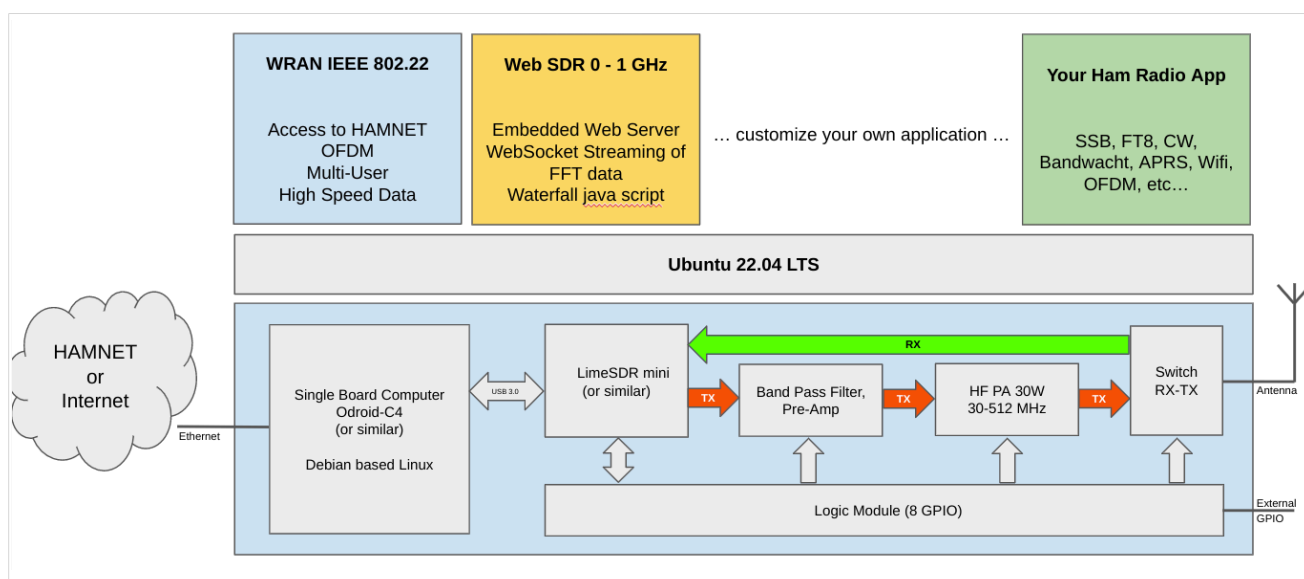 WRAN IEEE 802.22
Access to HAMNET
OFDM
Multi-User
High Speed Data
Web SDR 0 - 1 GHz
Embedded Web Server
WebSocket Streaming of
FFT data
Waterfall java script
… customize your own application …
Your Ham Radio App
SSB, FT8, CW,
Bandwacht, APRS, Wifi,
OFDM, etc…
Ubuntu 22.04 LTS
HAMNET
or
Internet
Ethernet
Single Board Computer
Odroid-C4
(or similar)
Debian based Linux
USB 3.0
LimeSDR mini
(or similar)
RX
TX
Band Pass Filter,
Pre-Amp
TX
HF PA 30W
30-512 MHz
TX
Switch
RX-TX
Antenna
Logic Module (8 GPIO)
External
GPIO